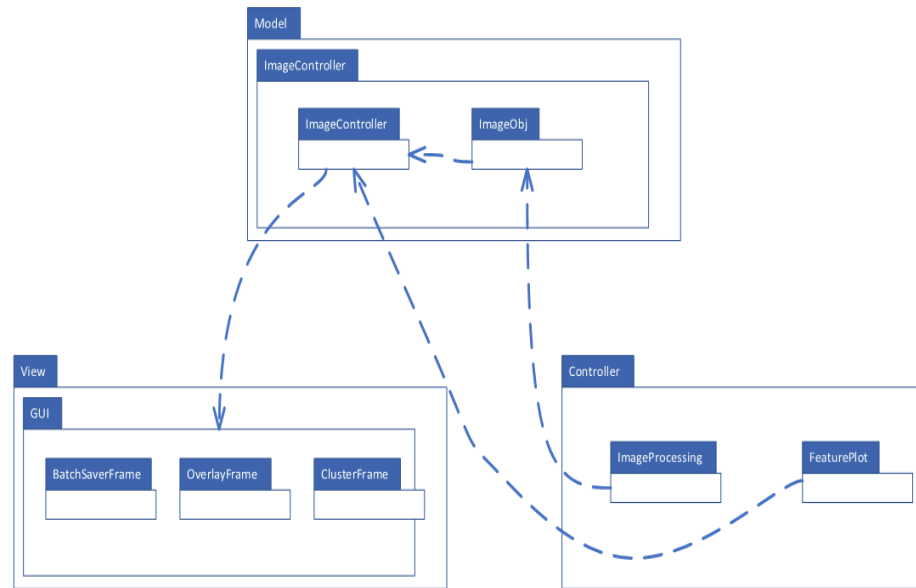 Model
ImageController
ImageController
ImageObj
View
GUI
BatchSaverFrame
OverlayFrame
ClusterFrame
Controller
ImageProcessing
FeaturePlot